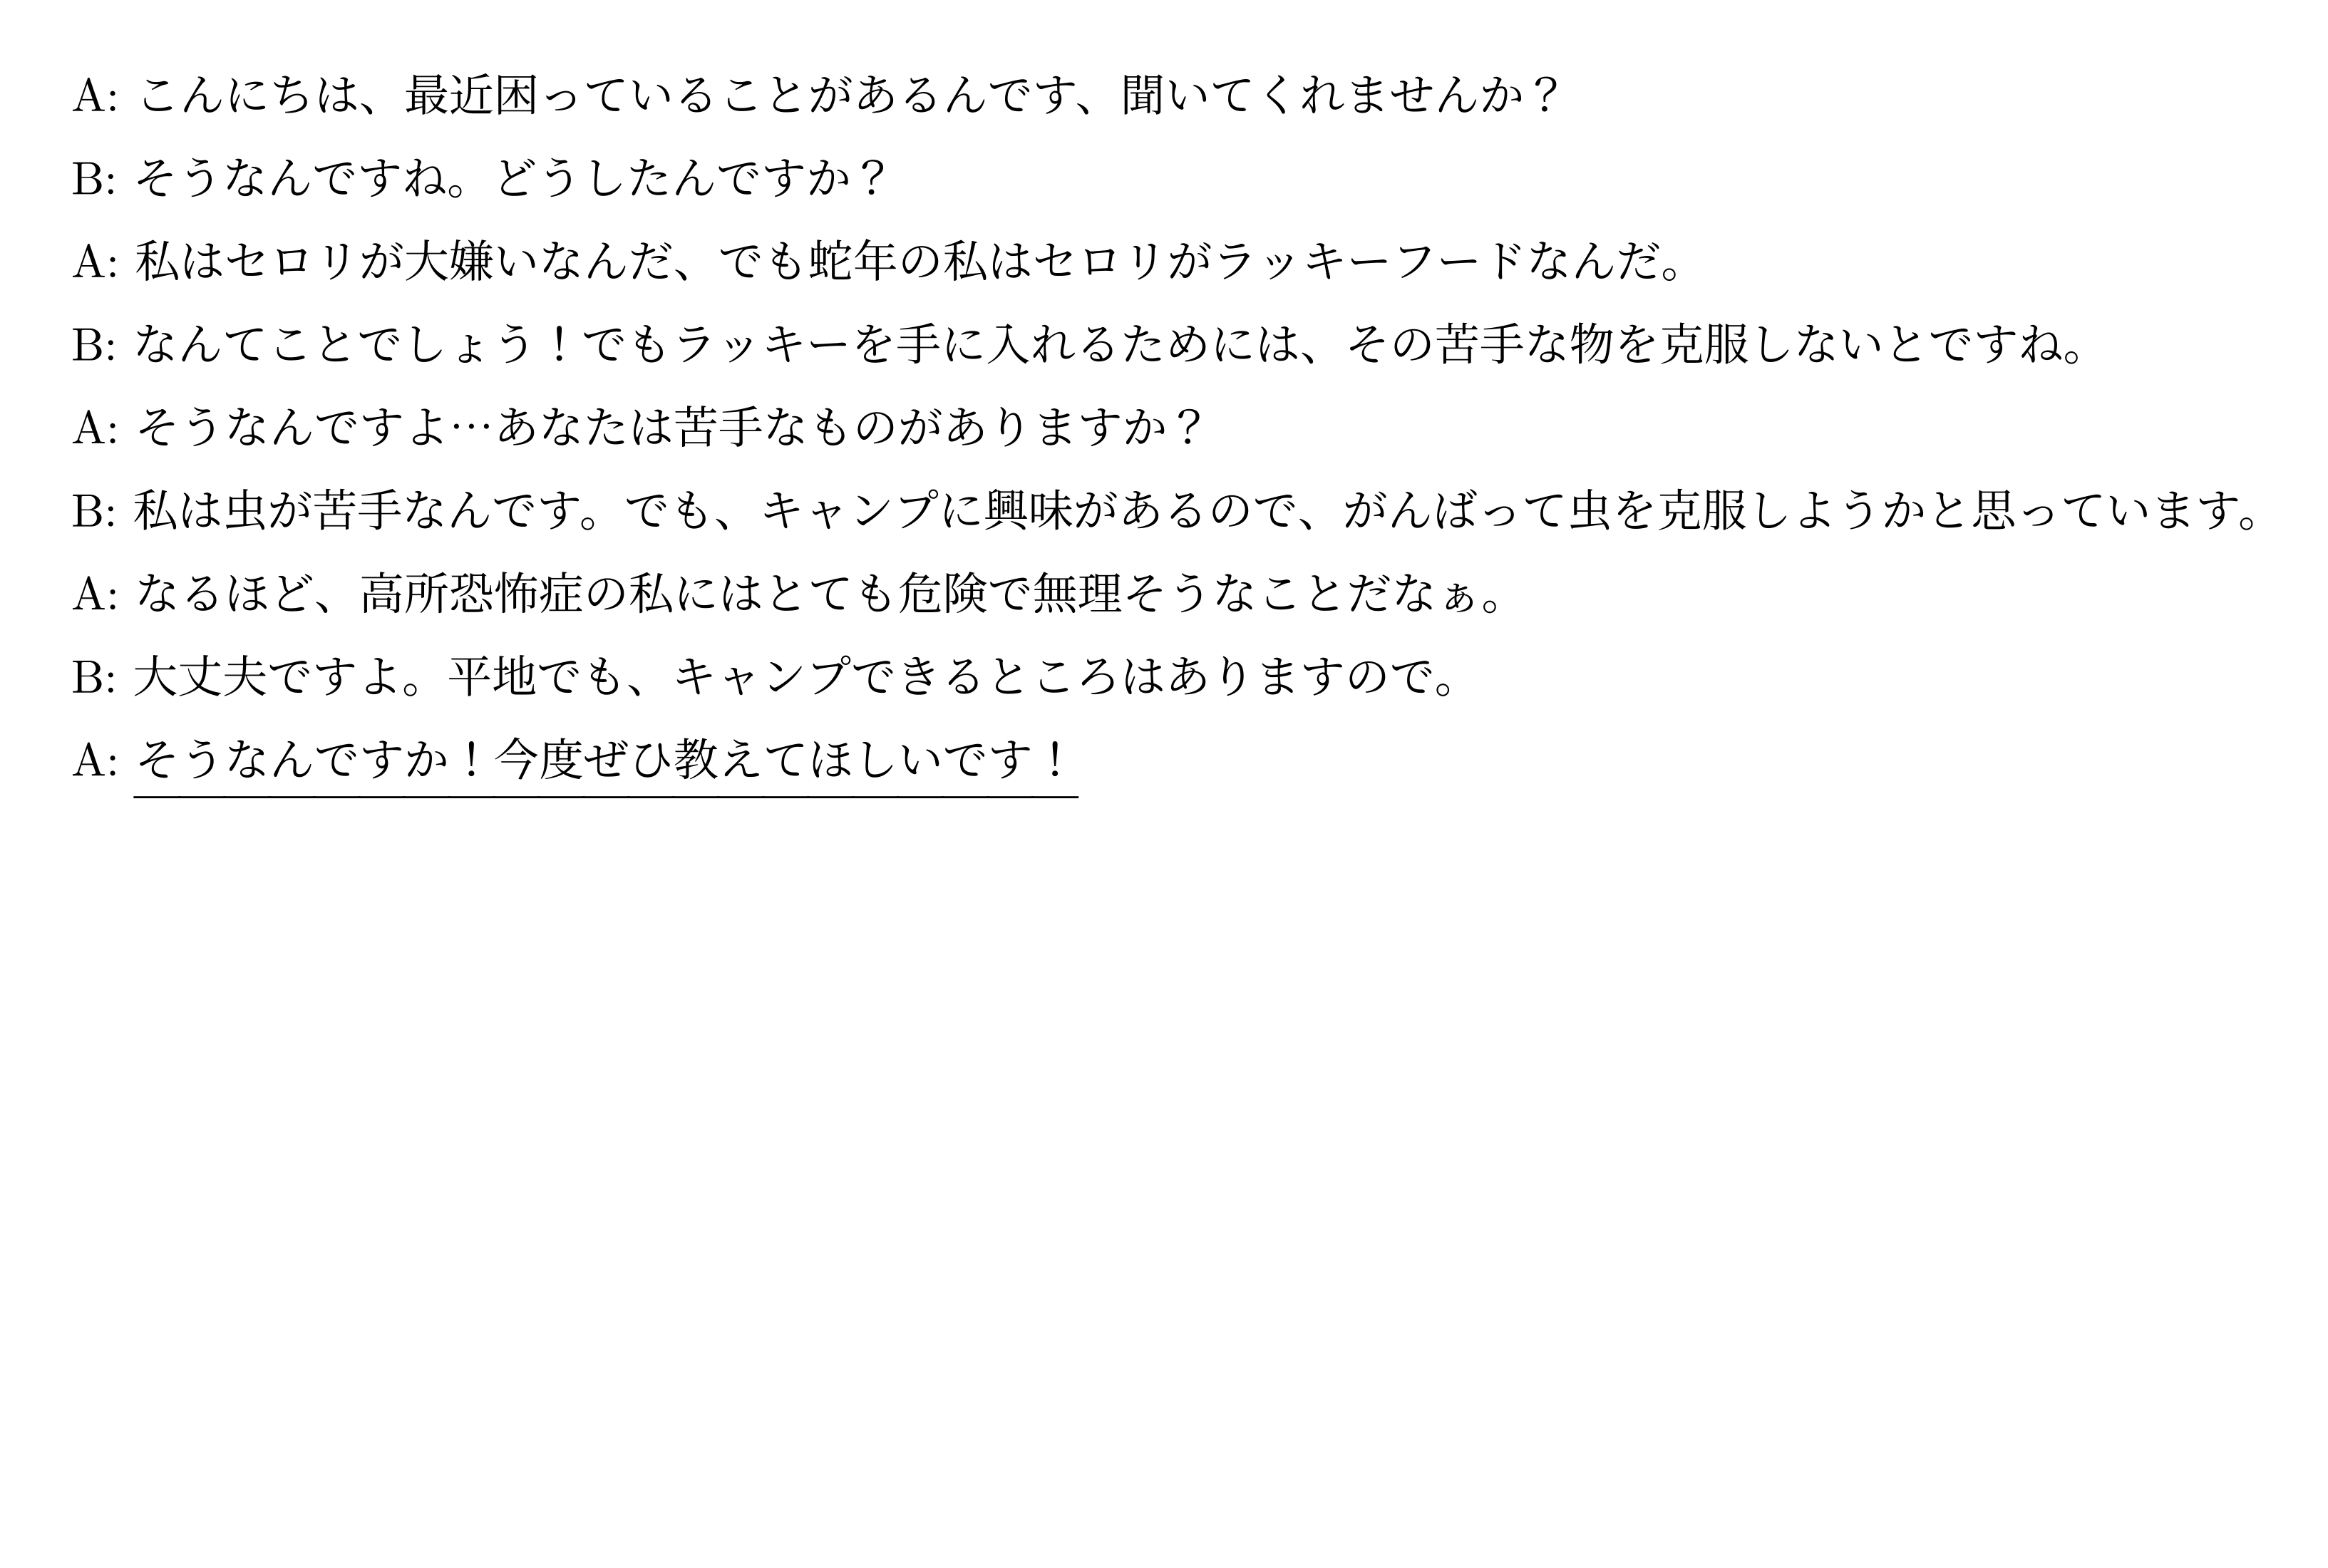 A: こんにちは、最近困っていることがあるんです、聞いてくれませんか？
B: そうなんですね。どうしたんですか？
A: 私はセロリが大嫌いなんだ、でも蛇年の私はセロリがラッキーフードなんだ。
B: なんてことでしょう！でもラッキーを手に入れるためには、その苦手な物を克服しないとですね。
A: そうなんですよ…あなたは苦手なものがありますか？
B: 私は虫が苦手なんです。でも、キャンプに興味があるので、がんばって虫を克服しようかと思っています。
A: なるほど、高所恐怖症の私にはとても危険で無理そうなことだなぁ。
B: 大丈夫ですよ。平地でも、キャンプできるところはありますので。
A: そうなんですか！今度ぜひ教えてほしいです！